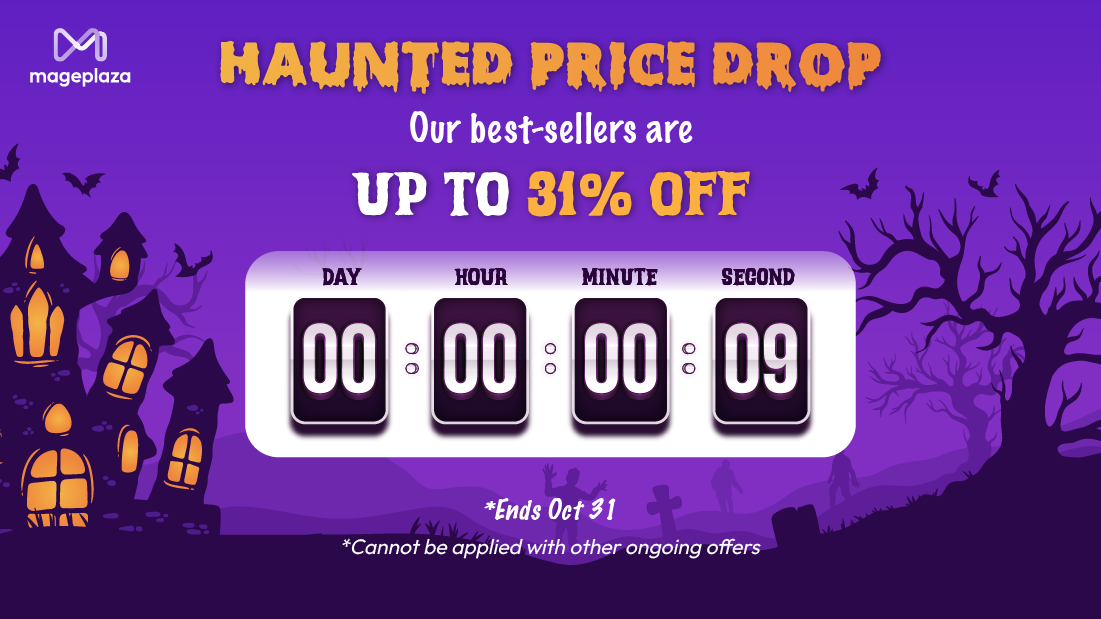 mageplaza
HAUNTED PRICE DROP
Our best-sellers are
UP TO 31% OFF
DAY HOUR MINUTE SECOND
00 : 00 : 00 : 09
*Ends Oct 31
*Cannot be applied with other ongoing offers